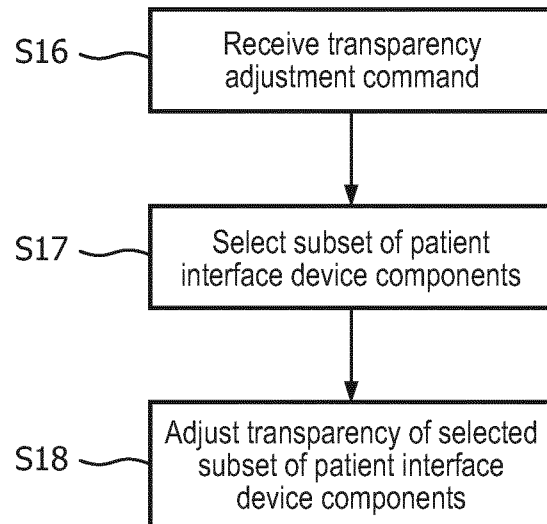 S16
Receive transparency
adjustment command
S17
Select subset of patient
interface device components
S18
Adjust transparency of selected
subset of patient interface
device components